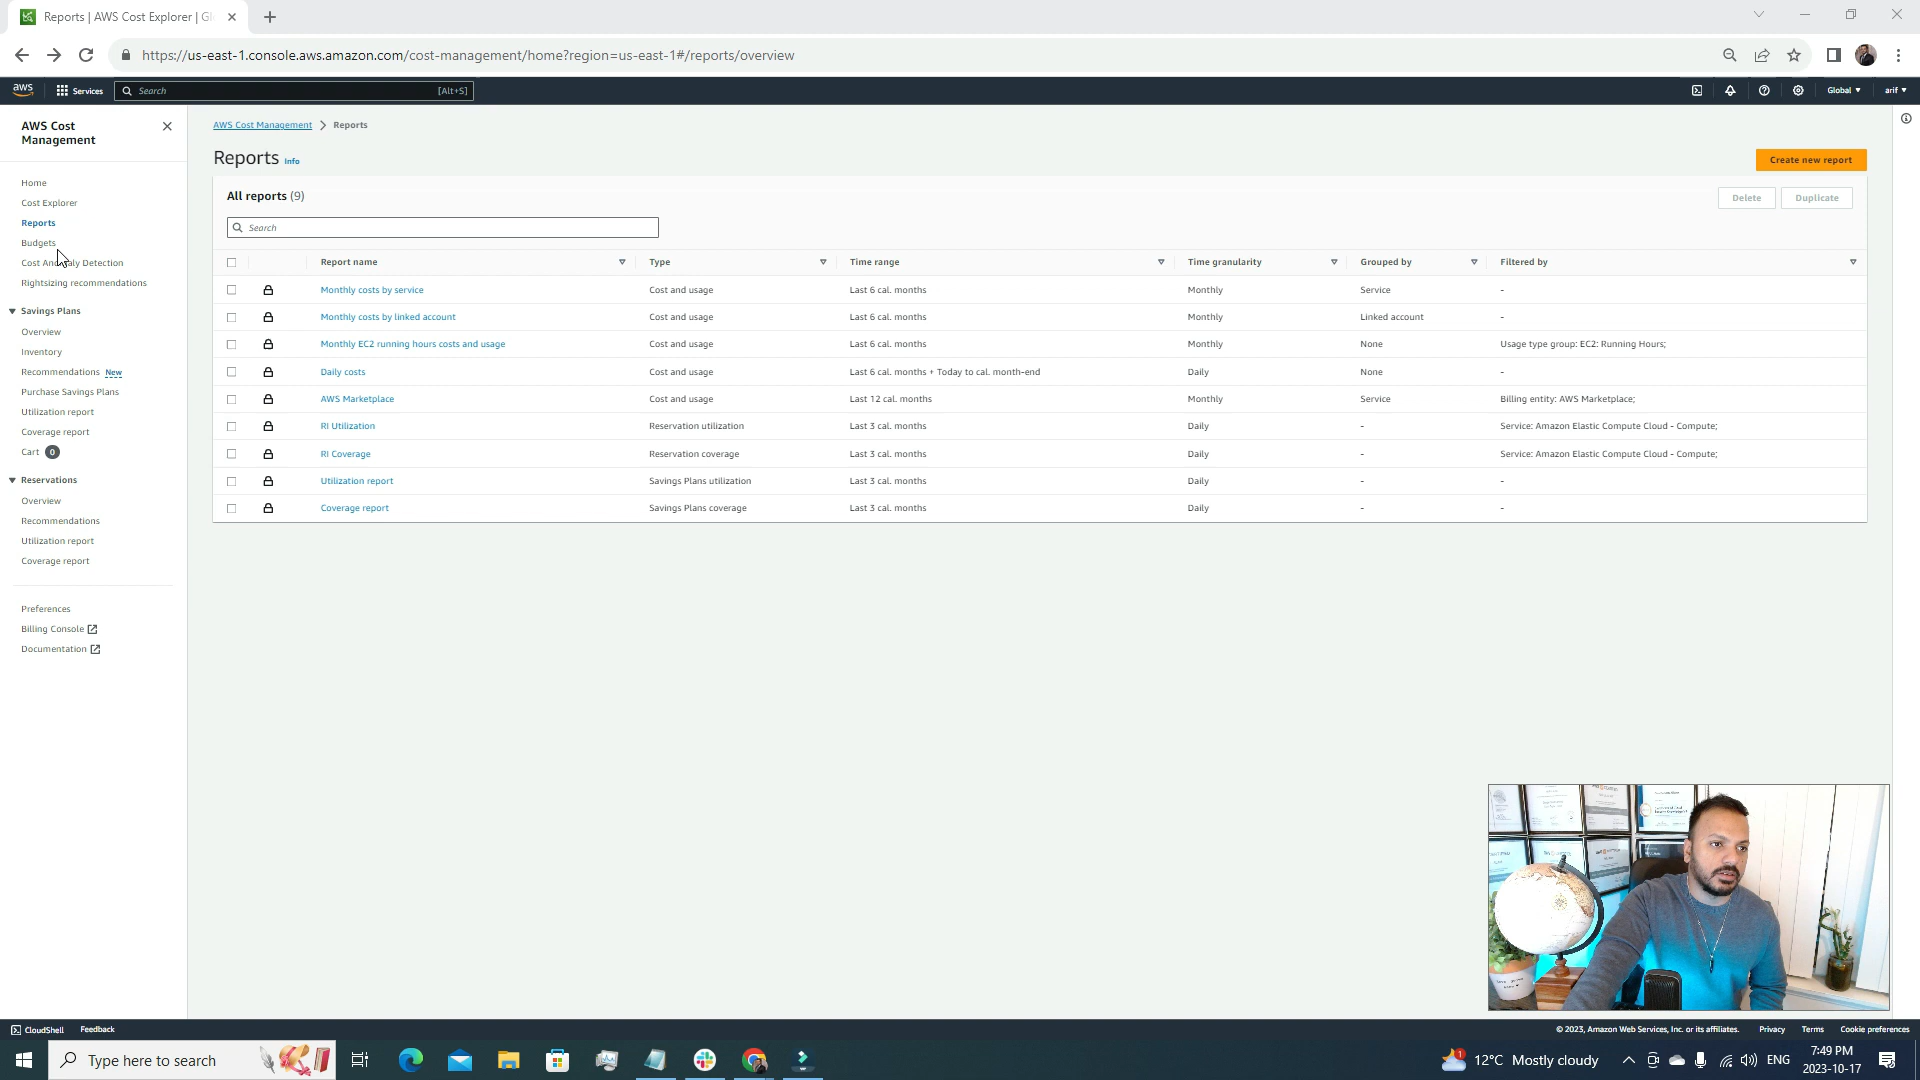 Reports | AWS Cost Explorer | Gl
https://us-east-1.console.aws.amazon.com/cost-management/home?region=us-east-1#/reports/overview
aws
Services
Search
[Alt+S]
Global
arif
AWS Cost Management
Home
Cost Explorer
Reports
Budgets
Cost Anomaly Detection
Rightsizing recommendations
Savings Plans
Overview
Inventory
Recommendations New
Purchase Savings Plans
Utilization report
Coverage report
Cart 0
Reservations
Overview
Recommendations
Utilization report
Coverage report
Preferences
Billing Console
Documentation
AWS Cost Management > Reports
Reports Info
Create new report
All reports (9)
Delete
Duplicate
Search
Report name Type Time range Time granularity Grouped by Filtered by
Monthly costs by service Cost and usage Last 6 cal. months Monthly Service -
Monthly costs by linked account Cost and usage Last 6 cal. months Monthly Linked account -
Monthly EC2 running hours costs and usage Cost and usage Last 6 cal. months Monthly None Usage type group: EC2: Running Hours;
Daily costs Cost and usage Last 6 cal. months + Today to cal. month-end Daily None -
AWS Marketplace Cost and usage Last 12 cal. months Monthly Service Billing entity: AWS Marketplace;
RI Utilization Reservation utilization Last 3 cal. months Daily - Service: Amazon Elastic Compute Cloud - Compute;
RI Coverage Reservation coverage Last 3 cal. months Daily - Service: Amazon Elastic Compute Cloud - Compute;
Utilization report Savings Plans utilization Last 3 cal. months Daily - -
Coverage report Savings Plans coverage Last 3 cal. months Daily - -
CloudShell
Feedback
© 2023, Amazon Web Services, Inc. or its affiliates.
Privacy
Terms
Cookie preferences
Type here to search
1
12°C Mostly cloudy
ENG
7:49 PM
2023-10-17